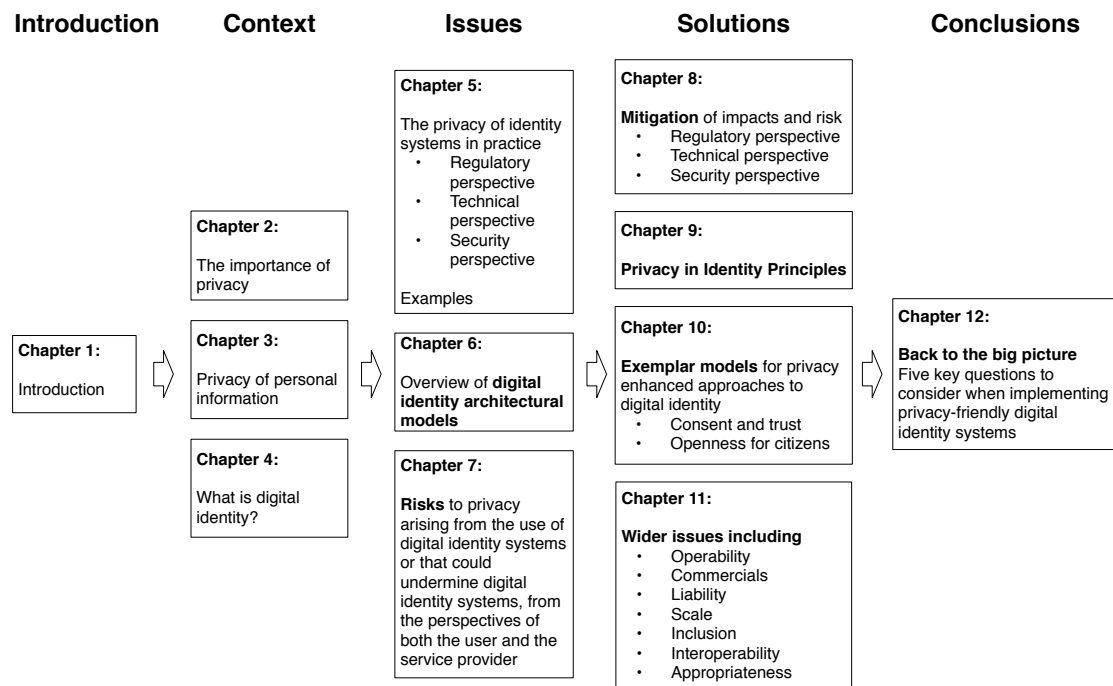 Introduction
Context
Issues
Solutions
Conclusions
Chapter 1:
Introduction
Chapter 2:
The importance of
privacy
Chapter 3:
Privacy of personal
information
Chapter 4:
What is digital
identity?
Chapter 5:
The privacy of identity
systems in practice
• Regulatory
perspective
• Technical
perspective
• Security
perspective
Examples
Chapter 6:
Overview of digital
identity architectural
models
Chapter 7:
Risks to privacy
arising from the use of
digital identity systems
or that could
undermine digital
identity systems, from
the perspectives of
both the user and the
service provider
Chapter 8:
Mitigation of impacts and risk
• Regulatory perspective
• Technical perspective
• Security perspective
Chapter 9:
Privacy in Identity Principles
Chapter 10:
Exemplar models for privacy
enhanced approaches to
digital identity
• Consent and trust
• Openness for citizens
Chapter 11:
Wider issues including
• Operability
• Commercials
• Liability
• Scale
• Inclusion
• Interoperability
• Appropriateness
Chapter 12:
Back to the big picture
Five key questions to
consider when implementing
privacy-friendly digital
identity systems